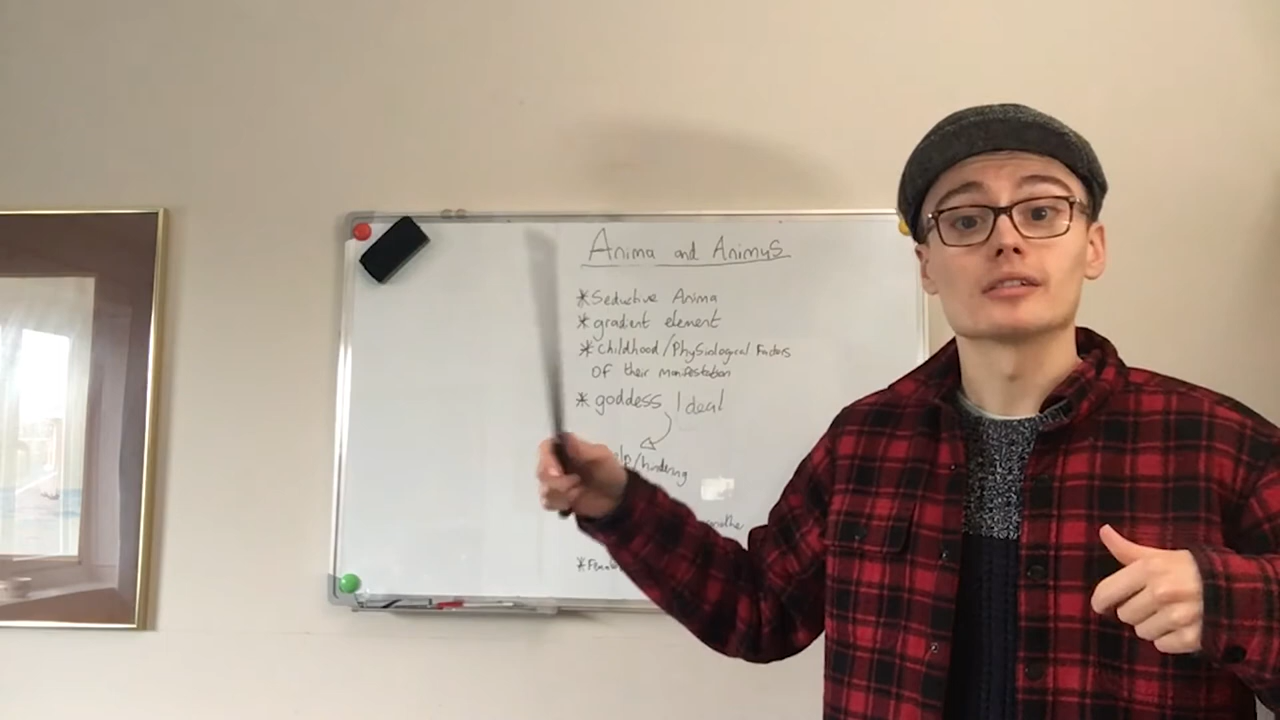 Anima and Animus
*Seductive Anima
*gradient element
*Childhood/Physiological Factors
OF their manifestation
*goddess Ideal
/hindering